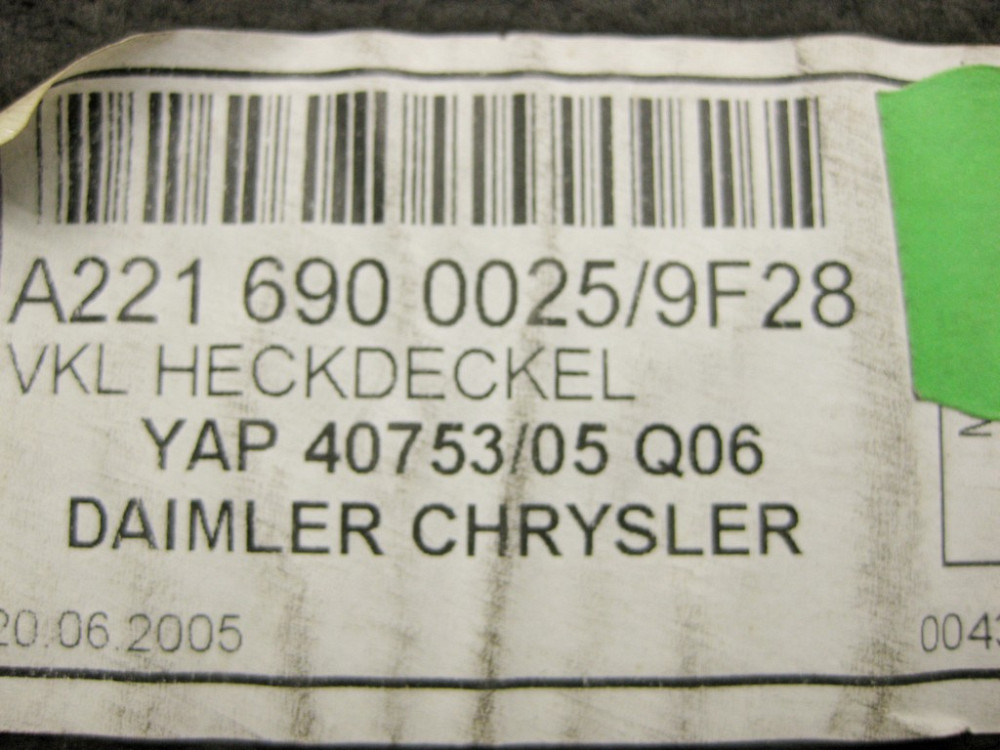 A221 690 0025/9F28
VKL HECKDECKEL
YAP 40753/05 Q06
DAIMLER CHRYSLER
20.06.2005